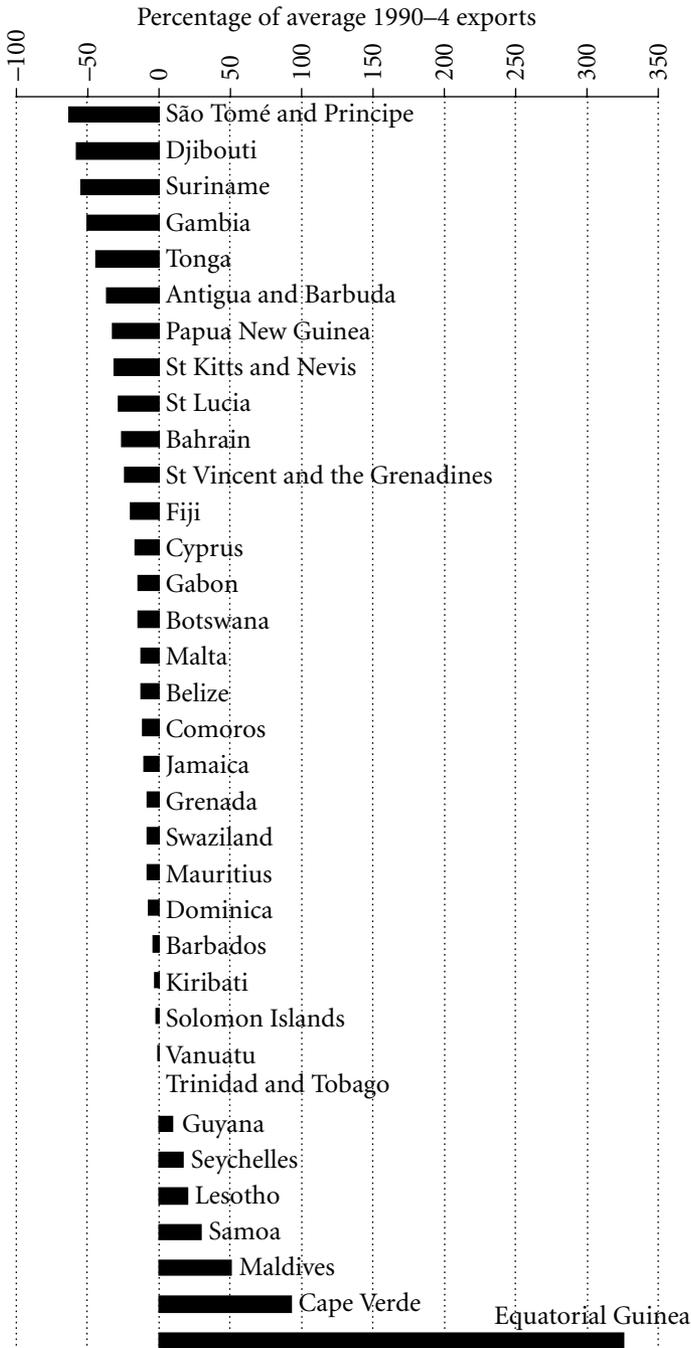 Percentage of average 1990–4 exports
–100
–50
0
50
100
150
200
250
300
350
São Tomé and Principe
Djibouti
Suriname
Gambia
Tonga
Antigua and Barbuda
Papua New Guinea
St Kitts and Nevis
St Lucia
Bahrain
St Vincent and the Grenadines
Fiji
Cyprus
Gabon
Botswana
Malta
Belize
Comoros
Jamaica
Grenada
Swaziland
Mauritius
Dominica
Barbados
Kiribati
Solomon Islands
Vanuatu
Trinidad and Tobago
Guyana
Seychelles
Lesotho
Samoa
Maldives
Cape Verde
Equatorial Guinea